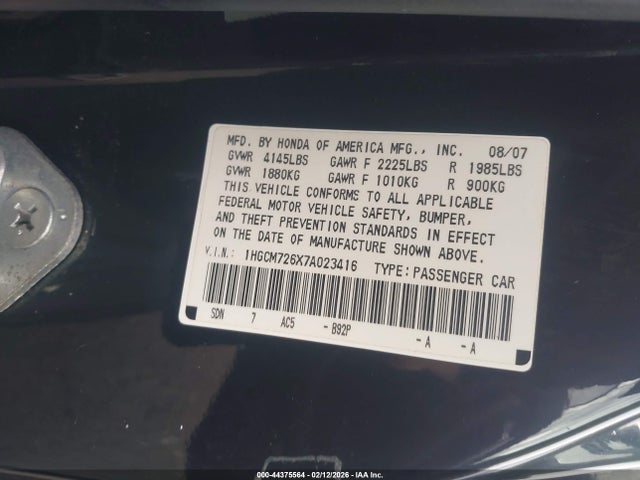 MFD. BY HONDA OF AMERICA MFG., INC. 08/07
GVWR 4145LBS GAWR F 2225LBS R 1985LBS
GVWR 1880KG GAWR F 1010KG R 900KG
THIS VEHICLE CONFORMS TO ALL APPLICABLE
FEDERAL MOTOR VEHICLE SAFETY, BUMPER,
AND THEFT PREVENTION STANDARDS IN EFFECT
ON THE DATE OF MANUFACTURE SHOWN ABOVE.
V.I.N.: 1HGCM726X7A023416 TYPE: PASSENGER CAR
SDN 7 AC5 - B92P - A - A
000-44375564 | 02/12/2026 - IAA Inc.